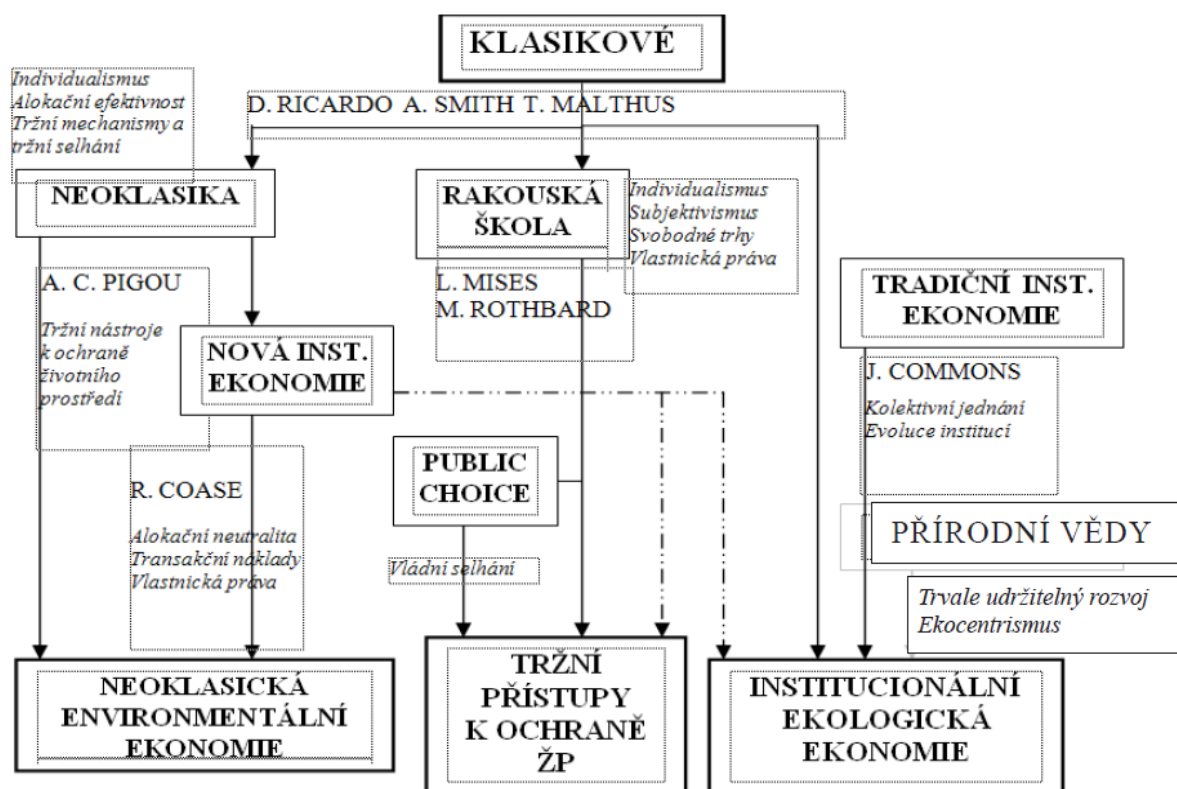 KLASIKOVÉ
Individualismus
Alokační efektivnost
Tržní mechanismy a
tržní selhání
D. RICARDO A. SMITH T. MALTHUS
NEOKLASIKA
RAKOUSKÁ
ŠKOLA
Individualismus
Subjektivismus
Svobodné trhy
Vlastnická práva
A. C. PIGOU
Tržní nástroje
k ochraně
životního
prostředí
L. MISES
M. ROTHBARD
TRADIČNÍ INST.
EKONOMIE
NOVÁ INST.
EKONOMIE
J. COMMONS
Kolektivní jednání
Evoluce institucí
PUBLIC
CHOICE
R. COASE
Alokační neutralita
Transakční náklady
Vlastnická práva
Vládní selhání
PŘÍRODNÍ VĚDY
Trvale udržitelný rozvoj
Ekocentrismus
NEOKLASICKÁ
ENVIRONMENTÁLNÍ
EKONOMIE
TRŽNÍ
PŘÍSTUPY
K OCHRANĚ
ŽP
INSTITUCIONÁLNÍ
EKOLOGICKÁ
EKONOMIE